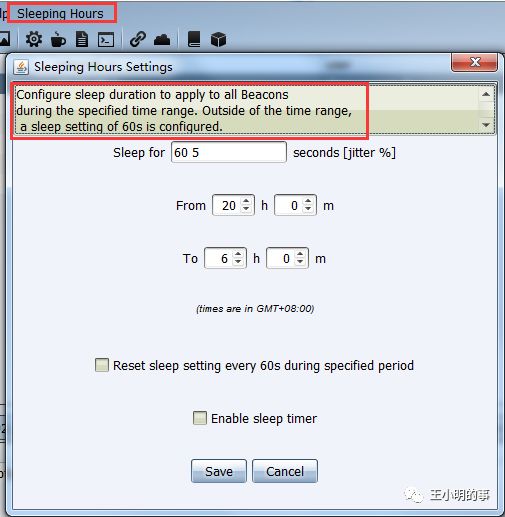 Sleeping Hours
Sleeping Hours Settings
Configure sleep duration to apply to all Beacons
during the specified time range. Outside of the time range,
a sleep setting of 60s is configured.
Sleep for 60 5 seconds [jitter %]
From 20 h 0 m
To 6 h 0 m
(times are in GMT+08:00)
Reset sleep setting every 60s during specified period
Enable sleep timer
Save Cancel
王小明的事